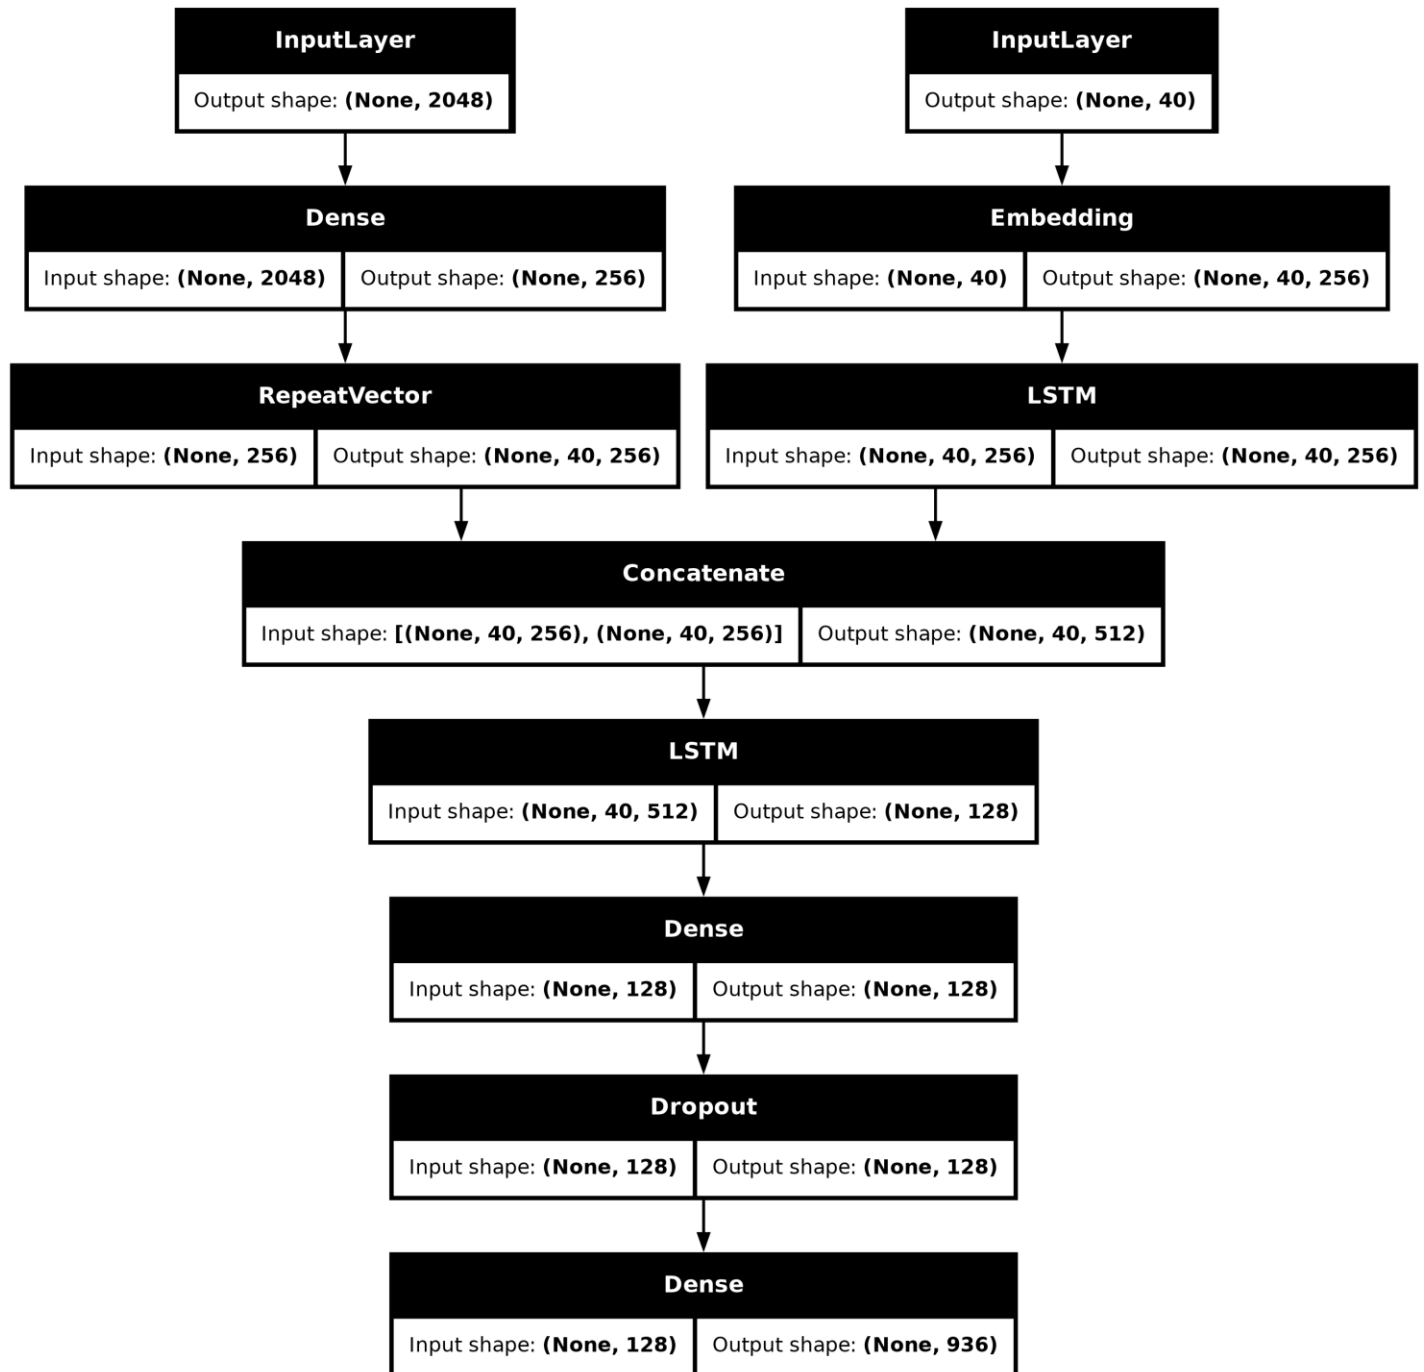 InputLayer
Output shape: (None, 2048)
InputLayer
Output shape: (None, 40)
Dense
Input shape: (None, 2048) Output shape: (None, 256)
Embedding
Input shape: (None, 40) Output shape: (None, 40, 256)
RepeatVector
Input shape: (None, 256) Output shape: (None, 40, 256)
LSTM
Input shape: (None, 40, 256) Output shape: (None, 40, 256)
Concatenate
Input shape: [(None, 40, 256), (None, 40, 256)] Output shape: (None, 40, 512)
LSTM
Input shape: (None, 40, 512) Output shape: (None, 128)
Dense
Input shape: (None, 128) Output shape: (None, 128)
Dropout
Input shape: (None, 128) Output shape: (None, 128)
Dense
Input shape: (None, 128) Output shape: (None, 936)